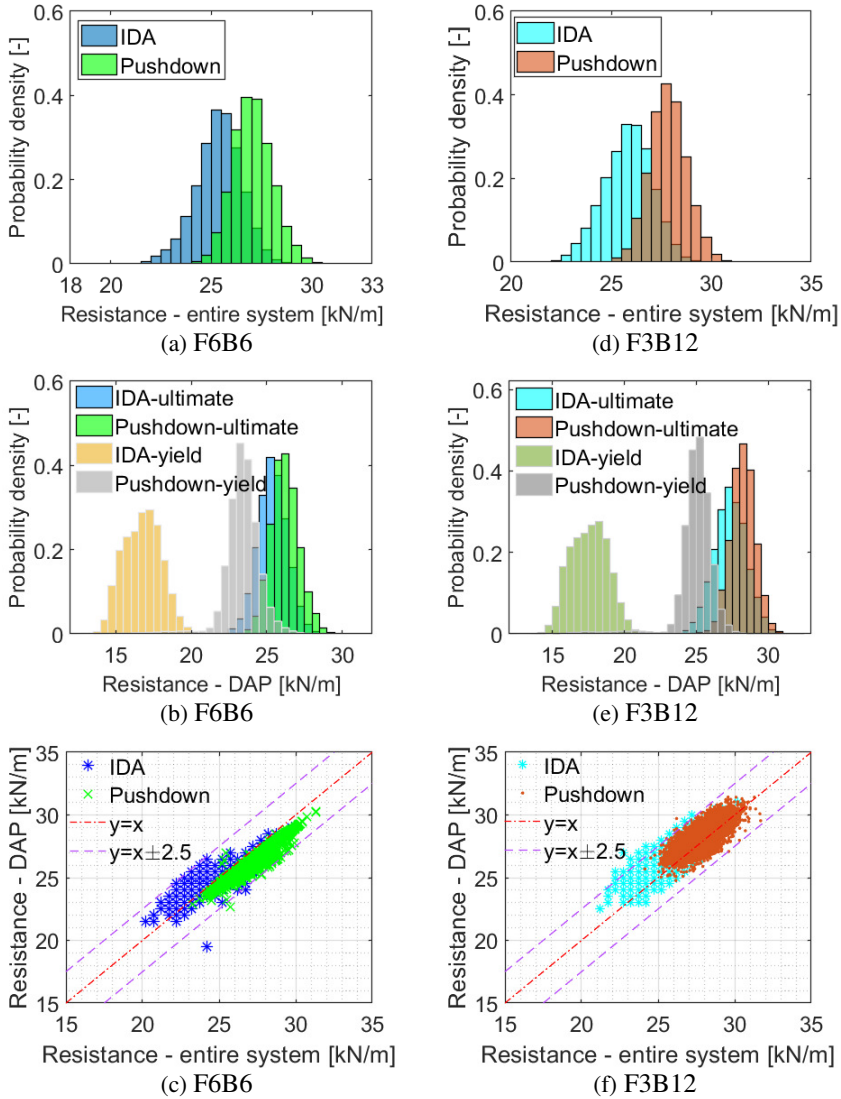 Probability density [-]
0.6
0.4
0.2
0
IDA
Pushdown
18
20
25
30
33
Resistance - entire system [kN/m]
(a) F6B6
Probability density [-]
0.6
0.4
0.2
0
IDA
Pushdown
20
25
30
35
Resistance - entire system [kN/m]
(d) F3B12
Probability density [-]
0.6
0.4
0.2
0
IDA-ultimate
Pushdown-ultimate
IDA-yield
Pushdown-yield
15
20
25
30
Resistance - DAP [kN/m]
(b) F6B6
Probability density [-]
0.6
0.4
0.2
0
IDA-ultimate
Pushdown-ultimate
IDA-yield
Pushdown-yield
15
20
25
30
Resistance - DAP [kN/m]
(e) F3B12
Resistance - DAP [kN/m]
35
30
25
20
15
IDA
Pushdown
y=x
y=x±2.5
15
20
25
30
35
Resistance - entire system [kN/m]
(c) F6B6
Resistance - DAP [kN/m]
35
30
25
20
15
IDA
Pushdown
y=x
y=x±2.5
15
20
25
30
35
Resistance - entire system [kN/m]
(f) F3B12